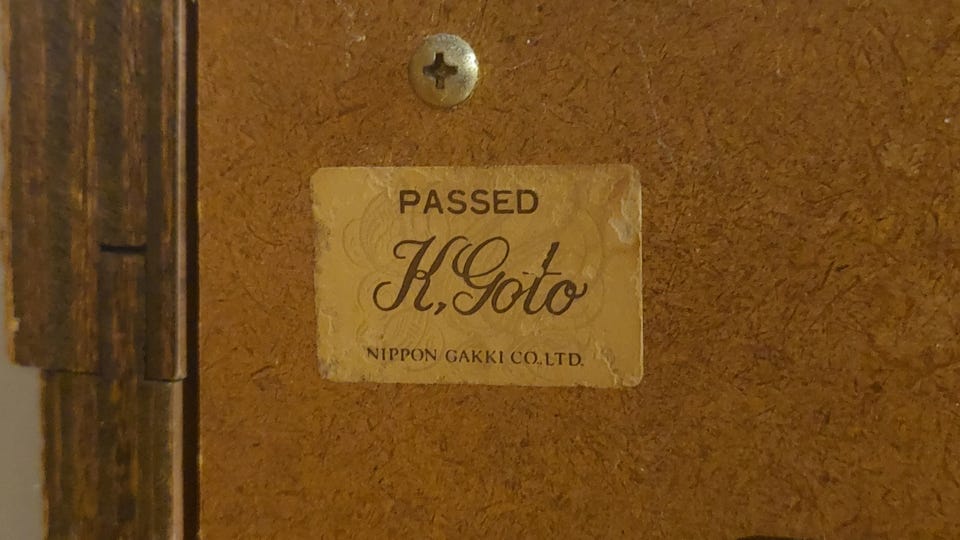 PASSED
K, Goto
NIPPON GAKKI CO., LTD.